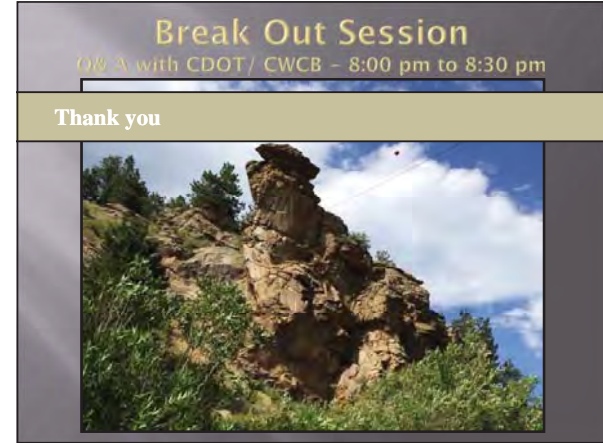 Break Out Session
Q& A with CDOT/ CWCB – 8:00 pm to 8:30 pm
Thank you